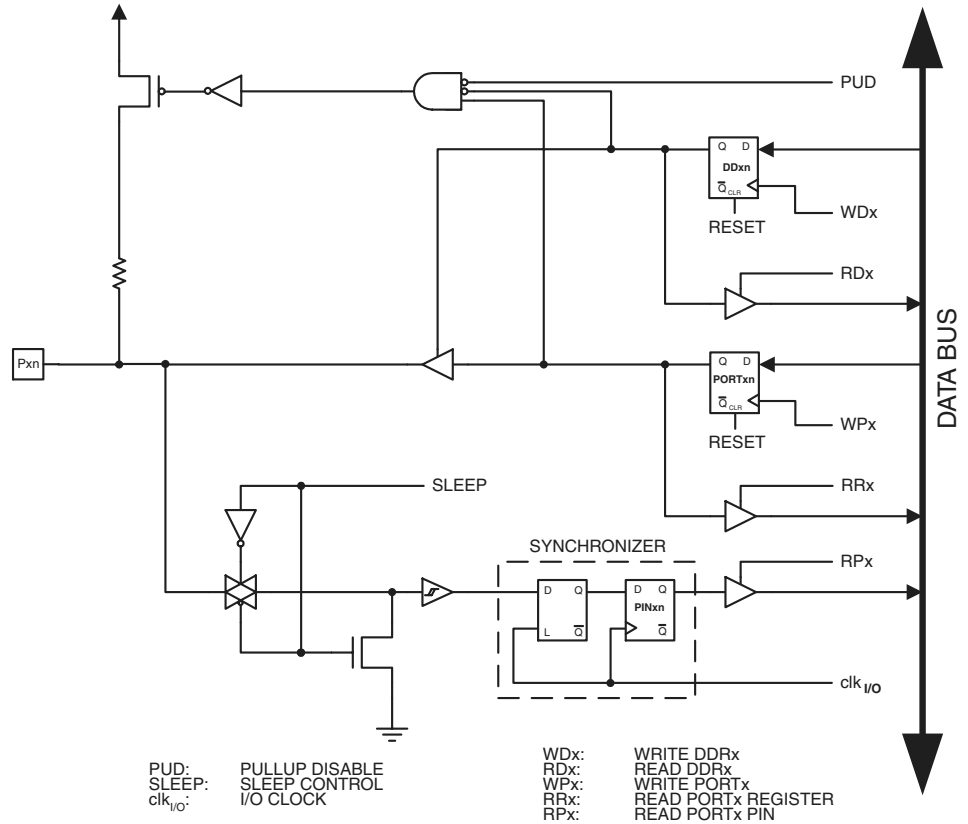 PUD
Q D
DDxn
Q CLR
WDx
RESET
RDx
Pxn
Q D
PORTxn
Q CLR
WPx
RESET
RRx
SLEEP
SYNCHRONIZER
RPx
D Q
L Q
D Q
PINxn
Q
clk I/O
DATA BUS
PUD: PULLUP DISABLE
SLEEP: SLEEP CONTROL
clkI/O: I/O CLOCK
WDx: WRITE DDRx
RDx: READ DDRx
WPx: WRITE PORTx
RRx: READ PORTx REGISTER
RPx: READ PORTx PIN